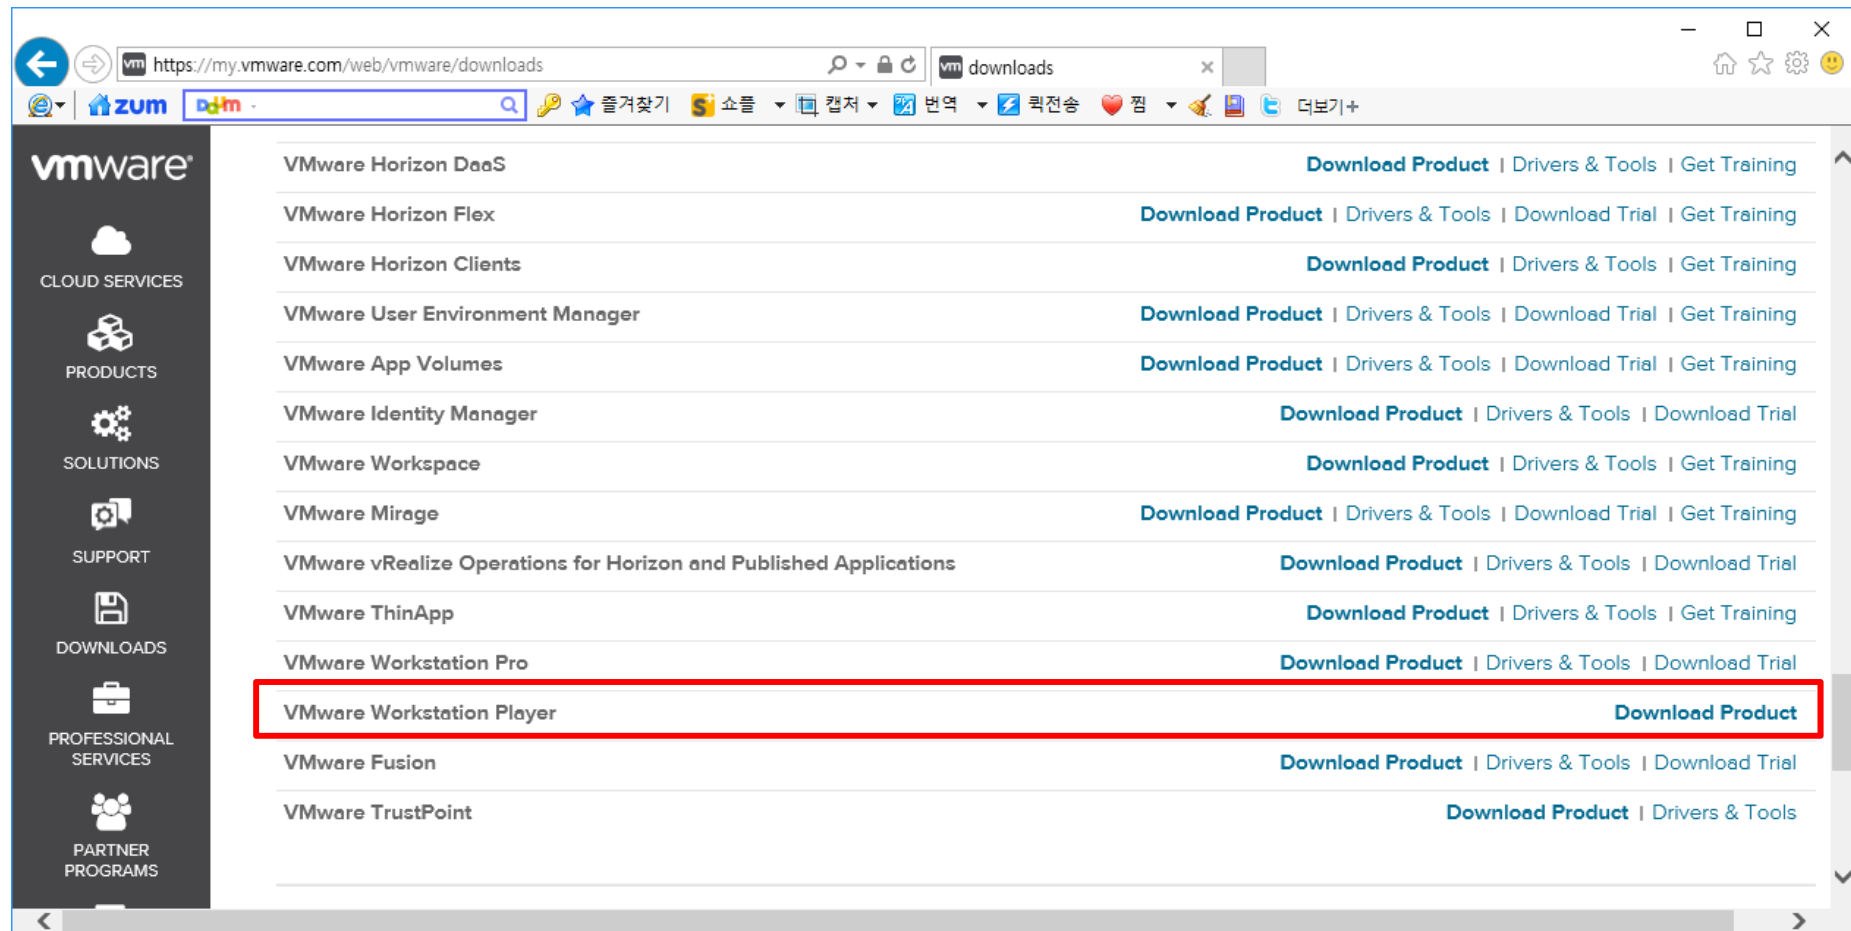 https://my.vmware.com/web/vmware/downloads
vm downloads
zum
즐겨찾기 쇼플 캡처 번역 퀵전송 찜 더보기+
vmware
CLOUD SERVICES
PRODUCTS
SOLUTIONS
SUPPORT
DOWNLOADS
PROFESSIONAL
SERVICES
PARTNER
PROGRAMS
VMware Horizon DaaS Download Product | Drivers & Tools | Get Training
VMware Horizon Flex Download Product | Drivers & Tools | Download Trial | Get Training
VMware Horizon Clients Download Product | Drivers & Tools | Get Training
VMware User Environment Manager Download Product | Drivers & Tools | Download Trial | Get Training
VMware App Volumes Download Product | Drivers & Tools | Download Trial | Get Training
VMware Identity Manager Download Product | Drivers & Tools | Download Trial
VMware Workspace Download Product | Drivers & Tools | Get Training
VMware Mirage Download Product | Drivers & Tools | Download Trial | Get Training
VMware vRealize Operations for Horizon and Published Applications Download Product | Drivers & Tools | Download Trial
VMware ThinApp Download Product | Drivers & Tools | Get Training
VMware Workstation Pro Download Product | Drivers & Tools | Download Trial
VMware Workstation Player Download Product
VMware Fusion Download Product | Drivers & Tools | Download Trial
VMware TrustPoint Download Product | Drivers & Tools